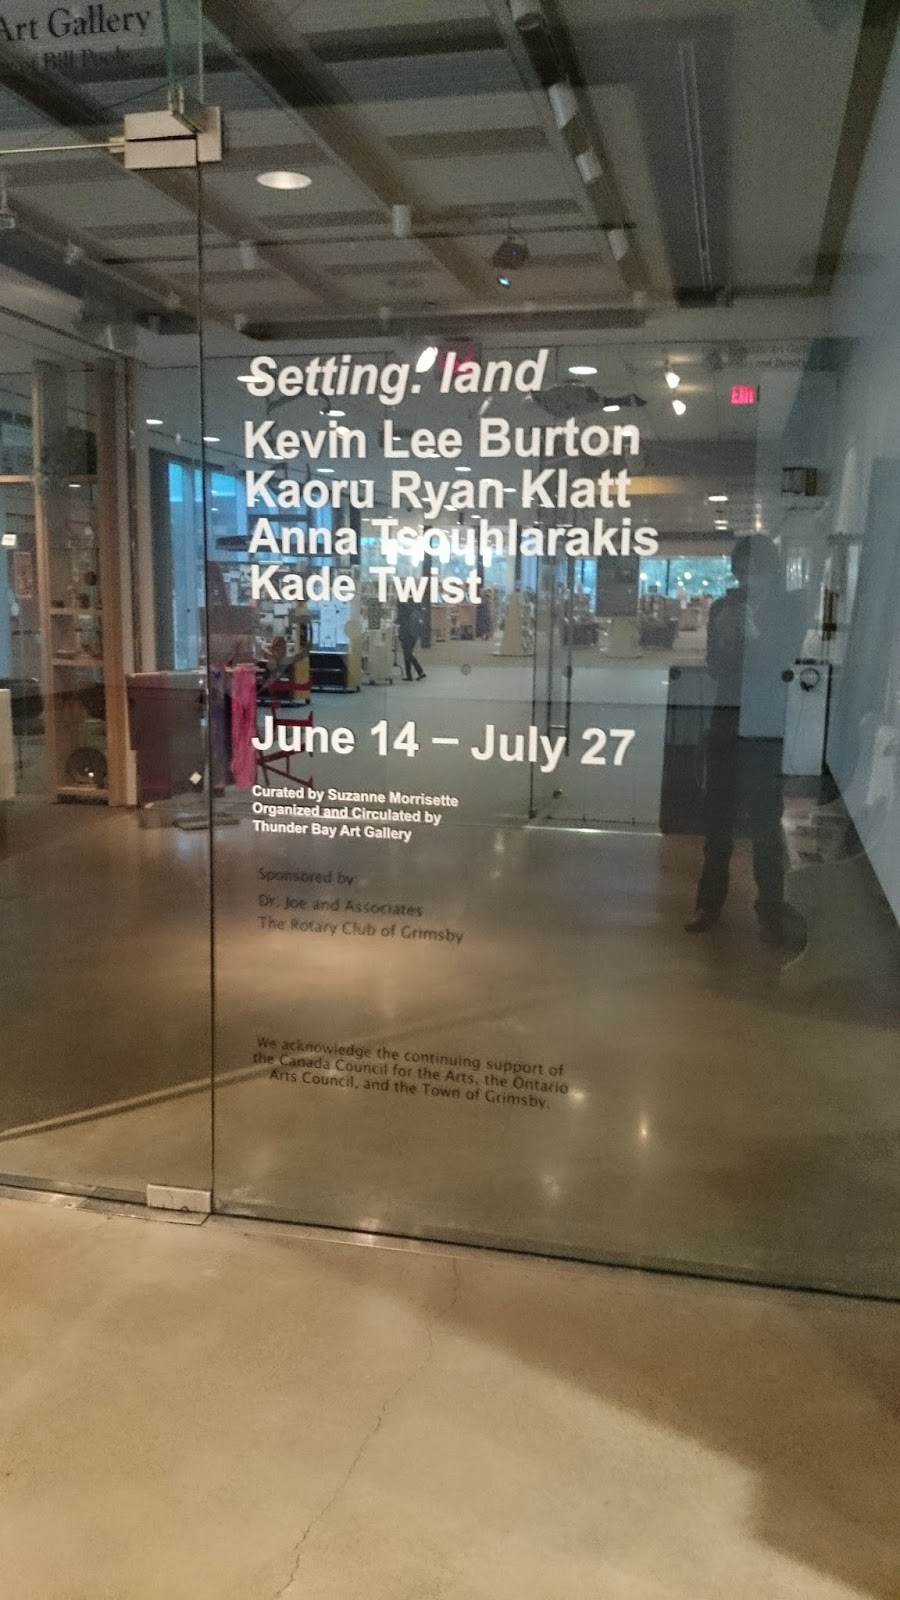 Art Gallery
of Bill Poole
Setting: land
Kevin Lee Burton
Kaoru Ryan Klatt
Anna Tsouhlarakis
Kade Twist
June 14 – July 27
Curated by Suzanne Morrisette
Organized and Circulated by
Thunder Bay Art Gallery
Sponsored by
Dr. Joe and Associates
The Rotary Club of Grimsby
We acknowledge the continuing support of
the Canada Council for the Arts, the Ontario
Arts Council, and the Town of Grimsby.
EXIT